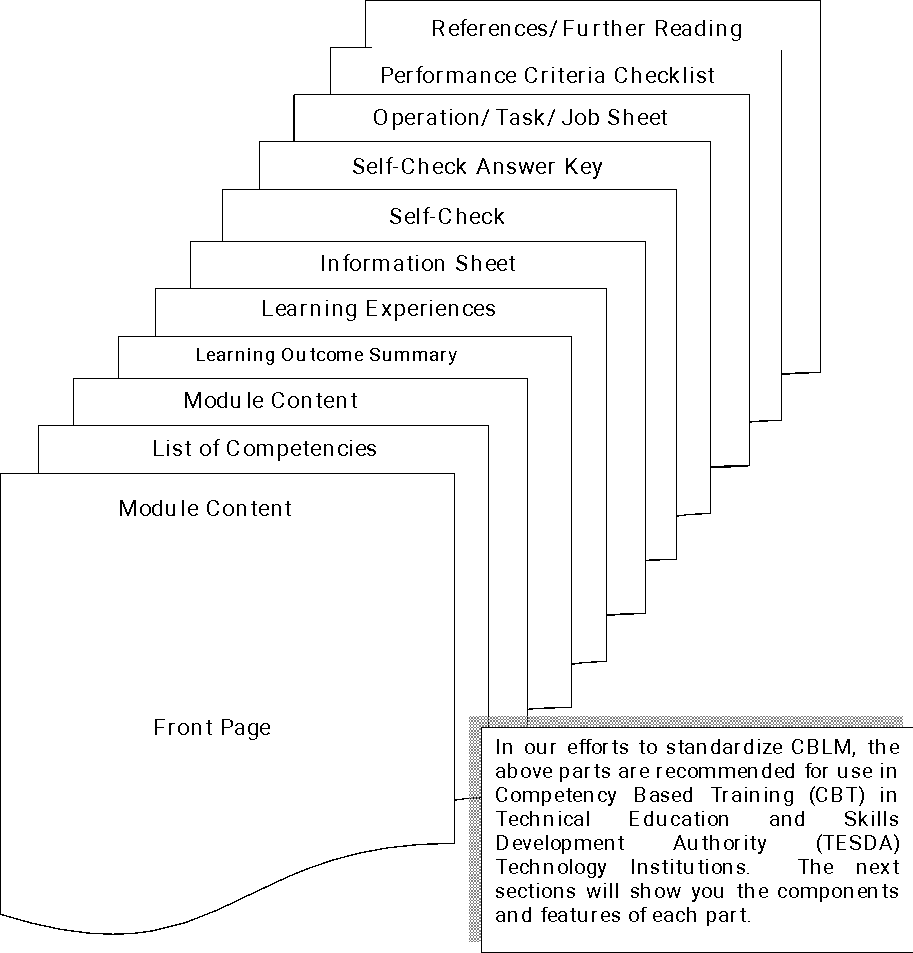 References/ Further Reading
Performance Criteria Checklist
Operation/ Task/ Job Sheet
Self-Check Answer Key
Self-Check
Information Sheet
Learning Experiences
Learning Outcome Summary
Module Content
List of Competencies
Module Content
Front Page
In our efforts to standardize CBLM, the
above parts are recommended for use in
Competency Based Training (CBT) in
Technical Education and Skills
Development Authority (TESDA)
Technology Institutions. The next
sections will show you the components
and features of each part.